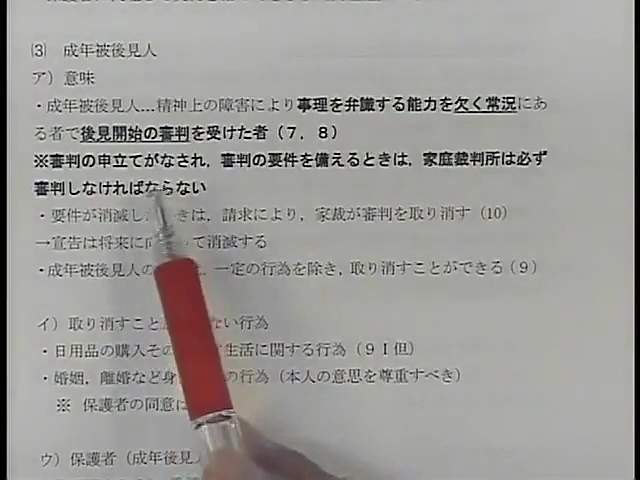 ⑶ 成年被後見人
ア）意味
・成年被後見人…精神上の障害により事理を弁識する能力を欠く常況にあ
る者で後見開始の審判を受けた者（７，８）
※審判の申立てがなされ，審判の要件を備えるときは，家庭裁判所は必ず
審判しなければならない
・要件が消滅し きは，請求により，家裁が審判を取り消す（10）
→宣告は将来に向 って消滅する
・成年被後見人の 一定の行為を除き，取り消すことができる（９）
イ）取り消すこと ない行為
・日用品の購入そ 生活に関する行為（９Ⅰ但）
・婚姻，離婚など身 の行為（本人の意思を尊重すべき）
※ 保護者の同意
ウ）保護者（成年後見